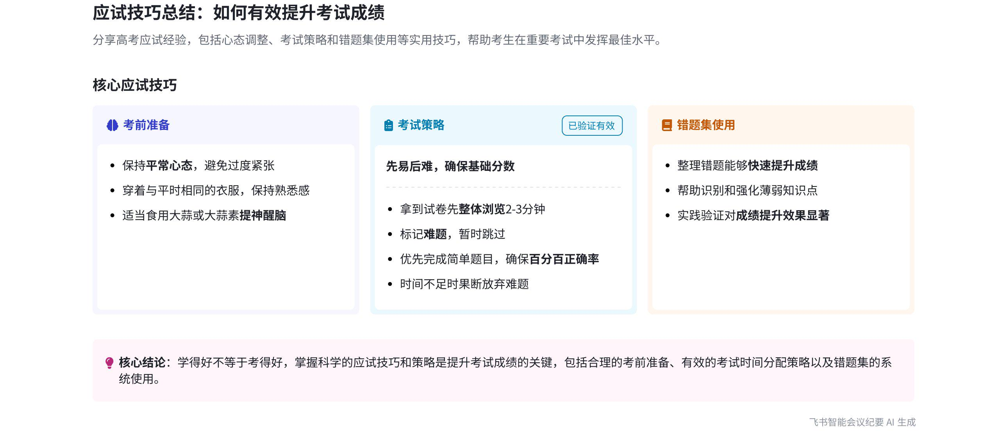 应试技巧总结：如何有效提升考试成绩
分享高考应试经验，包括心态调整、考试策略和错题集使用等实用技巧，帮助考生在重要考试中发挥最佳水平。
核心应试技巧
考前准备
• 保持平常心态，避免过度紧张
• 穿着与平时相同的衣服，保持熟悉感
• 适当食用大蒜或大蒜素提神醒脑
考试策略
已验证有效
先易后难，确保基础分数
• 拿到试卷先整体浏览2-3分钟
• 标记难题，暂时跳过
• 优先完成简单题目，确保百分百正确率
• 时间不足时果断放弃难题
错题集使用
• 整理错题能够快速提升成绩
• 帮助识别和强化薄弱知识点
• 实践验证对成绩提升效果显著
核心结论：学得好不等于考得好，掌握科学的应试技巧和策略是提升考试成绩的关键，包括合理的考前准备、有效的考试时间分配策略以及错题集的系
统使用。
飞书智能会议纪要 AI 生成